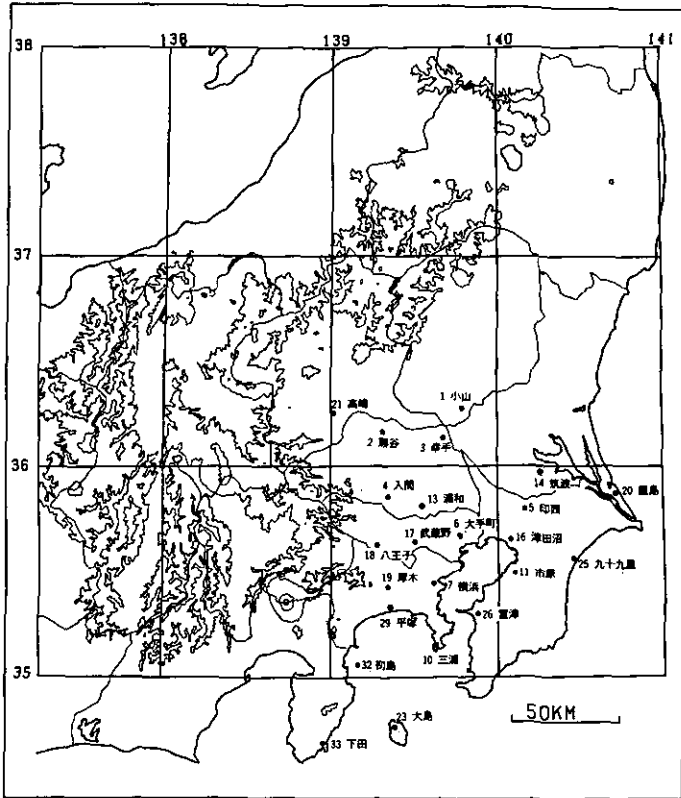 136
139
140
141
38
37
1 小山
21 高崎
2 熊谷
3 幸手
36
14 筑波
4 入間
20 鹿島
13 浦和
5 印西
6 大手町
17 武蔵野
16 津田沼
18 八王子
25 九十九里
11 市原
19 厚木
7 横浜
26 富津
29 平塚
10 三浦
32 初島
35
50KM
23 大島
33 下田